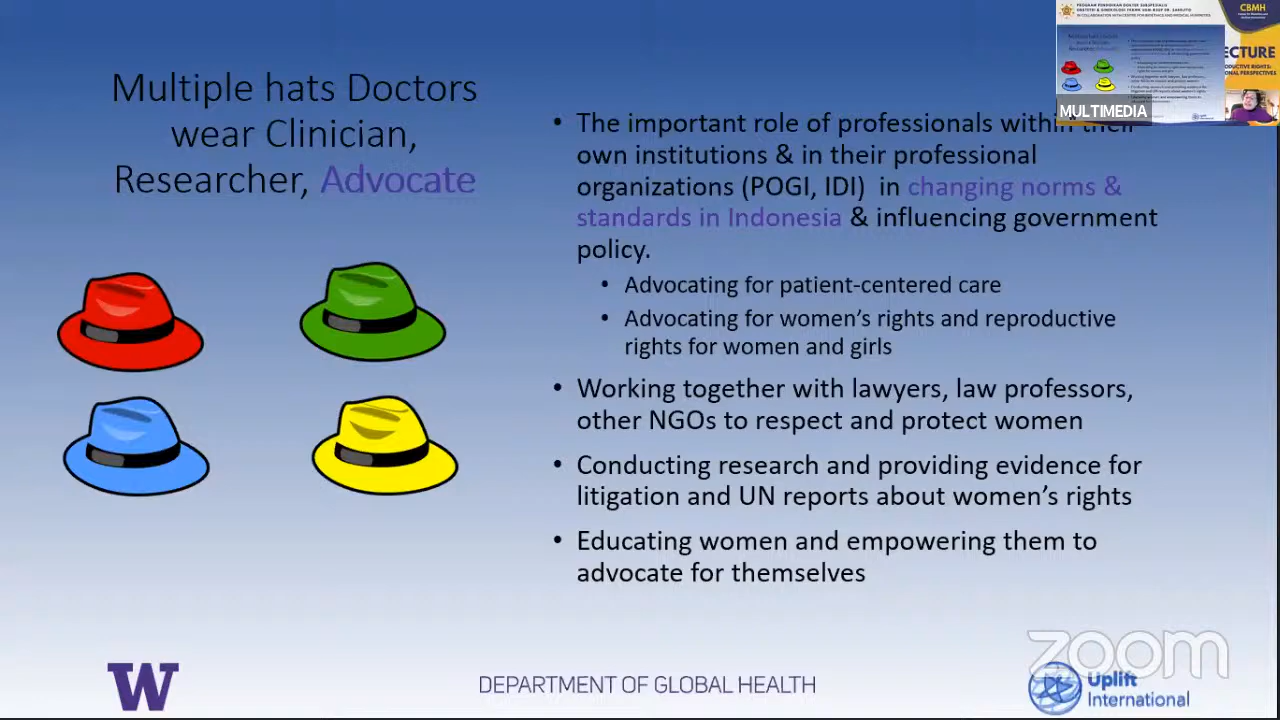 Multiple hats Doctors
wear Clinician,
Researcher, Advocate
• The important role of professionals within their
own institutions & in their professional
organizations (POGI, IDI) in changing norms &
standards in Indonesia & influencing government
policy.
• Advocating for patient-centered care
• Advocating for women's rights and reproductive
rights for women and girls
• Working together with lawyers, law professors,
other NGOs to respect and protect women
• Conducting research and providing evidence for
litigation and UN reports about women's rights
• Educating women and empowering them to
advocate for themselves
W
DEPARTMENT OF GLOBAL HEALTH
Uplift
International
zoom
CBMH
MULTIMEDIA